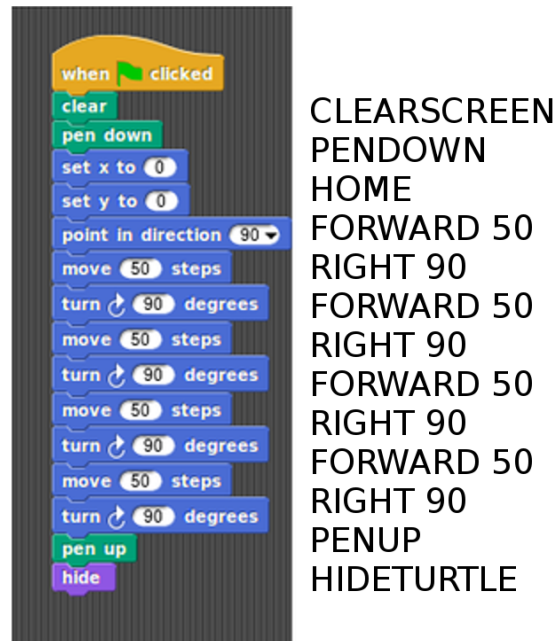 when clicked
clear
pen down
set x to 0
set y to 0
point in direction 90
move 50 steps
turn 90 degrees
move 50 steps
turn 90 degrees
move 50 steps
turn 90 degrees
move 50 steps
turn 90 degrees
pen up
hide
CLEARSCREEN
PENDOWN
HOME
FORWARD 50
RIGHT 90
FORWARD 50
RIGHT 90
FORWARD 50
RIGHT 90
FORWARD 50
RIGHT 90
PENUP
HIDETURTLE